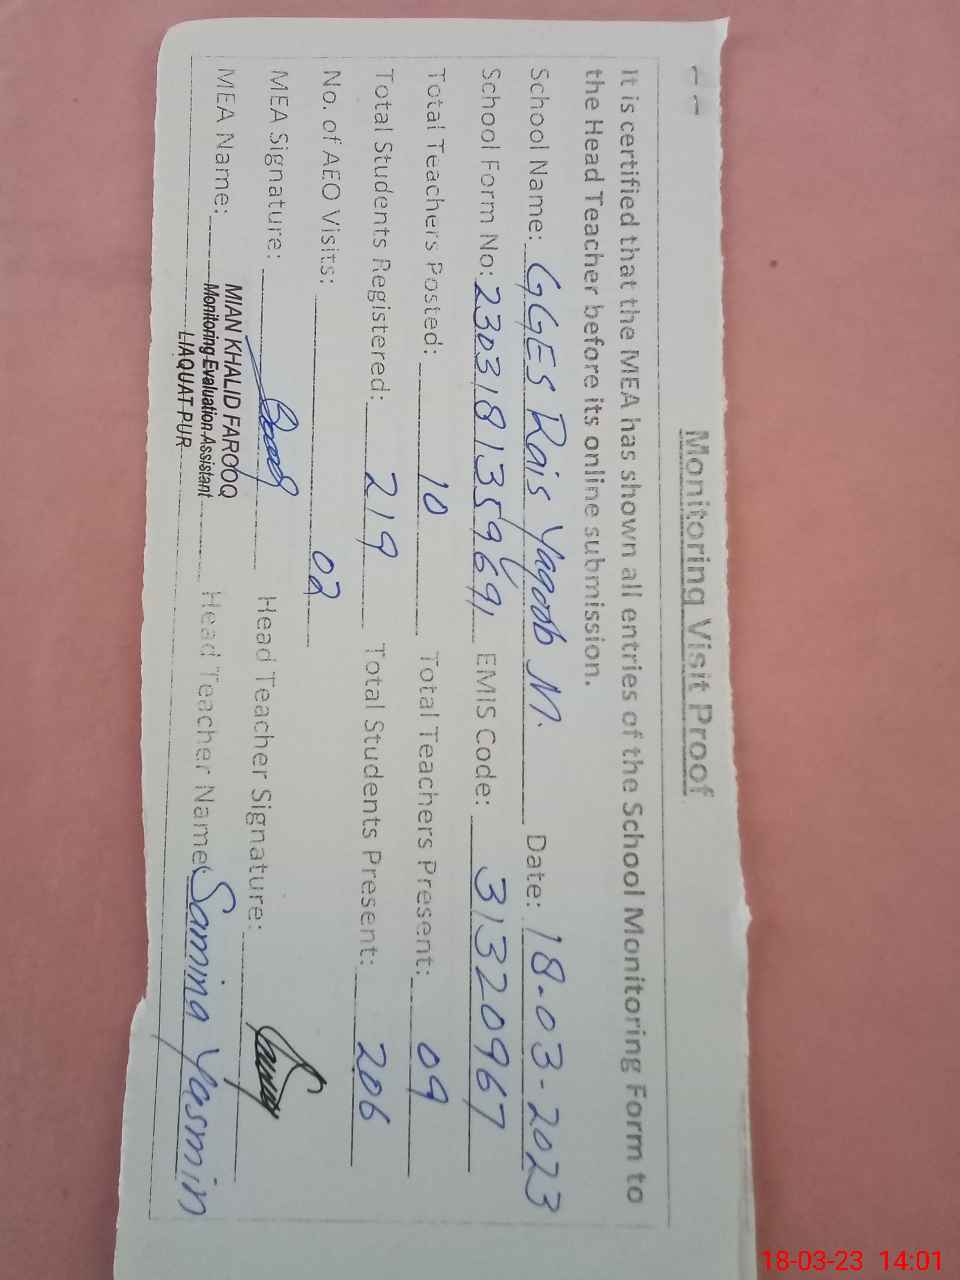 Monitoring Visit Proof
It is certified that the MEA has shown all entries of the School Monitoring Form to
the Head Teacher before its online submission.
School Name: GGES Rais Yaqoob M. Date: 18-03-2023
School Form No: 230318135969691 EMIS Code: 31320967
Total Teachers Posted: 10 Total Teachers Present: 09
Total Students Registered: 219 Total Students Present: 206
No. of AEO Visits: 02
MEA Signature: Head Teacher Signature:
MEA Name: MIAN KHALID FAROOQ Head Teacher Name: Samina Yasmin
Monitoring Evaluation Assistant
LIAQUAT PUR
18-03-23 14:01